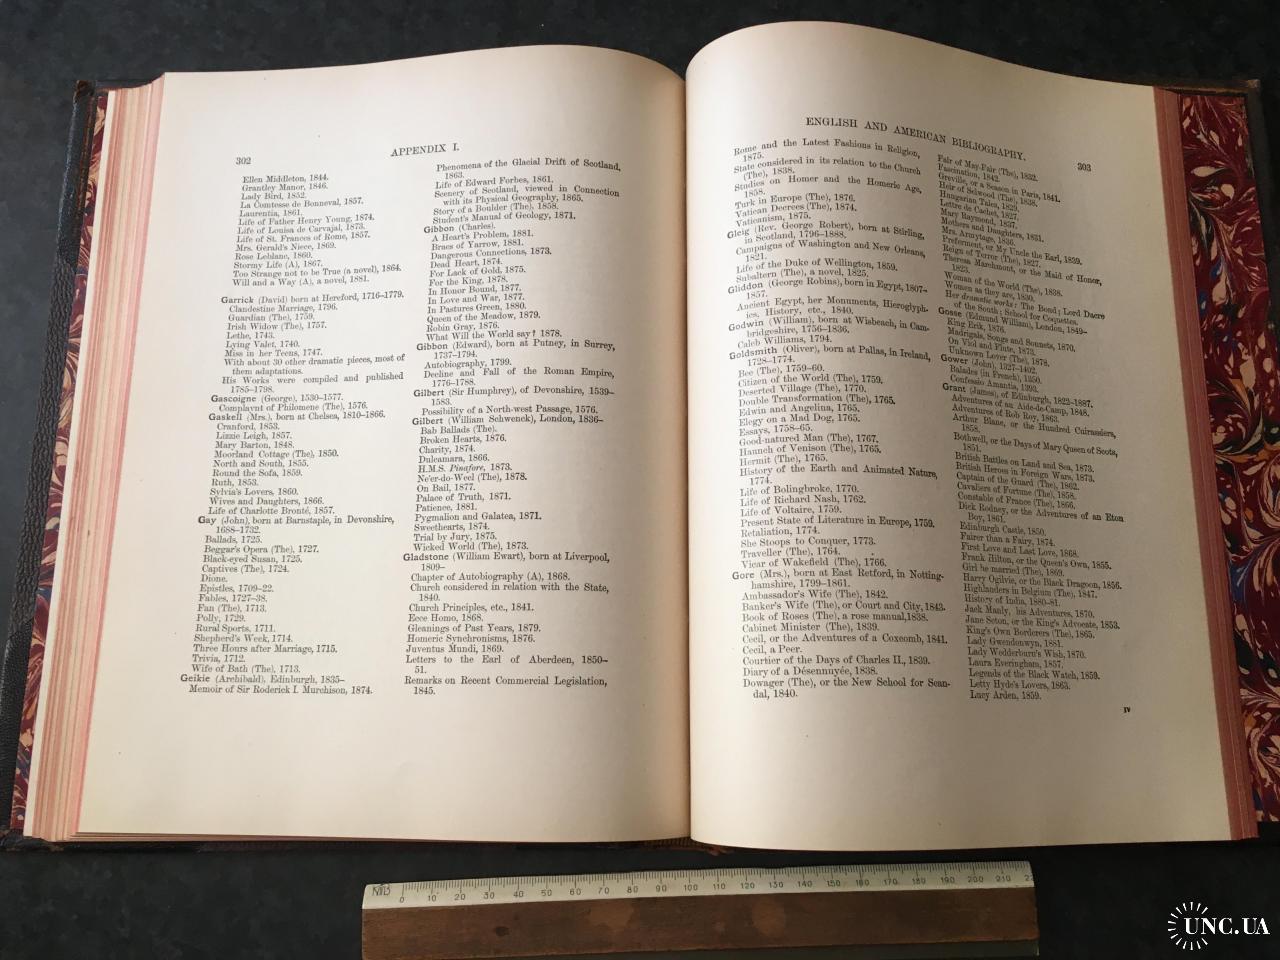 302
APPENDIX I.
Ellen Middleton, 1844.
Grantley Manor, 1846.
Lady Bird, 1852.
La Comtesse de Bonneval, 1857.
Laurentia, 1861.
Life of Father Henry Young, 1874.
Life of Louisa de Carvajal, 1873.
Life of St. Frances of Rome, 1857.
Mrs. Gerald's Niece, 1869.
Rose Leblanc, 1860.
Stormy Life (A), 1867.
Too Strange not to be True (a novel), 1864.
Will and a Way (A), a novel, 1881.
Garrick (David) born at Hereford, 1716–1779.
Clandestine Marriage, 1796.
Guardian (The), 1759.
Irish Widow (The), 1757.
Lethe, 1743.
Lying Valet, 1740.
Miss in her Teens, 1747.
With about 30 other dramatic pieces, most of
them adaptations.
His Works were compiled and published
1785–1798.
Gascoigne (George), 1530–1577.
Complaynt of Philomene (The), 1576.
Gaskell (Mrs.), born at Chelsea, 1810–1866.
Cranford, 1853.
Lizzie Leigh, 1857.
Mary Barton, 1848.
Moorland Cottage (The), 1850.
North and South, 1855.
Round the Sofa, 1859.
Ruth, 1853.
Sylvia's Lovers, 1860.
Wives and Daughters, 1866.
Life of Charlotte Bronté, 1857.
Gay (John), born at Barnstaple, in Devonshire,
1688–1732.
Ballads, 1725.
Beggar's Opera (The), 1727.
Black-eyed Susan, 1725.
Captives (The), 1724.
Dione.
Epistles, 1709–22.
Fables, 1727–38.
Fan (The), 1713.
Polly, 1729.
Rural Sports, 1711.
Shepherd's Week, 1714.
Three Hours after Marriage, 1715.
Trivia, 1712.
Wife of Bath (The), 1713.
Geikie (Archibald), Edinburgh, 1835–
Memoir of Sir Roderick I. Murchison, 1874.
Phenomena of the Glacial Drift of Scotland,
1863.
Life of Edward Forbes, 1861.
Scenery of Scotland, viewed in Connection
with its Physical Geography, 1865.
Story of a Boulder (The), 1858.
Student's Manual of Geology, 1871.
Gibbon (Charles).
A Heart's Problem, 1881.
Braes of Yarrow, 1881.
Dangerous Connections, 1873.
Dead Heart, 1874.
For Lack of Gold, 1875.
For the King, 1878.
In Honor Bound, 1877.
In Love and War, 1877.
In Pastures Green, 1880.
Queen of the Meadow, 1879.
Robin Gray, 1876.
What Will the World say? 1878.
Gibbon (Edward), born at Putney, in Surrey,
1737–1794.
Autobiography, 1799.
Decline and Fall of the Roman Empire,
1776–1788.
Gilbert (Sir Humphrey), of Devonshire, 1539–
1583.
Possibility of a North-west Passage, 1576.
Gilbert (William Schwenck), London, 1836–
Bab Ballads (The).
Broken Hearts, 1876.
Charity, 1874.
Dulcamara, 1866.
H.M.S. Pinafore, 1873.
Ne'er-do-Weel (The), 1878.
On Bail, 1877.
Palace of Truth, 1871.
Patience, 1881.
Pygmalion and Galatea, 1871.
Sweethearts, 1874.
Trial by Jury, 1875.
Wicked World (The), 1873.
Gladstone (William Ewart), born at Liverpool,
1809–
Chapter of Autobiography (A), 1868.
Church considered in relation with the State,
1840.
Church Principles, etc., 1841.
Ecce Homo, 1868.
Gleanings of Past Years, 1879.
Homeric Synchronisms, 1876.
Juventus Mundi, 1869.
Letters to the Earl of Aberdeen, 1850–
51.
Remarks on Recent Commercial Legislation,
1845.
ENGLISH AND AMERICAN BIBLIOGRAPHY.
303
Rome and the Latest Fashions in Religion,
1875.
State considered in its relation to the Church
(The), 1838.
Studies on Homer and the Homeric Age,
1858.
Turk in Europe (The), 1876.
Vatican Decrees (The), 1874.
Vaticanism, 1875.
Gleig (Rev. George Robert), born at Stirling,
in Scotland, 1796–1888.
Campaigns of Washington and New Orleans,
1821.
Life of the Duke of Wellington, 1859.
Subaltern (The), a novel, 1825.
Gliddon (George Robins), born in Egypt, 1807–
1857.
Ancient Egypt, her Monuments, Hieroglyph-
ics, History, etc., 1840.
Godwin (William), born at Wisbeach, in Cam-
bridgeshire, 1756–1836.
Caleb Williams, 1794.
Goldsmith (Oliver), born at Pallas, in Ireland,
1728–1774.
Bee (The), 1759–60.
Citizen of the World (The), 1759.
Deserted Village (The), 1770.
Double Transformation (The), 1765.
Edwin and Angelina, 1765.
Elegy on a Mad Dog, 1765.
Essays, 1758–65.
Good-natured Man (The), 1767.
Haunch of Venison (The), 1765.
Hermit (The), 1765.
History of the Earth and Animated Nature,
1774.
Life of Bolingbroke, 1770.
Life of Richard Nash, 1762.
Life of Voltaire, 1759.
Present State of Literature in Europe, 1759.
Retaliation, 1774.
She Stoops to Conquer, 1773.
Traveller (The), 1764.
Vicar of Wakefield (The), 1766.
Gore (Mrs.), born at East Retford, in Notting-
hamshire, 1799–1861.
Ambassador's Wife (The), 1842.
Banker's Wife (The), or Court and City, 1843.
Book of Roses (The), a rose manual, 1838.
Cabinet Minister (The), 1839.
Cecil, or the Adventures of a Coxcomb, 1841.
Cecil, a Peer.
Courtier of the Days of Charles II., 1839.
Diary of a Désennuyée, 1838.
Dowager (The), or the New School for Scan-
dal, 1840.
Fair of May-Fair (The), 1832.
Fascination, 1842.
Greville, or a Season in Paris, 1841.
Heir of Selwood (The), 1838.
Hungarian Tales, 1829.
Lettre de Cachet, 1827.
Mary Raymond, 1837.
Mothers and Daughters, 1831.
Mrs. Armytage, 1836.
Preferment, or My Uncle the Earl, 1839.
Reign of Terror (The), 1827.
Theresa Marchmont, or the Maid of Honor,
1823.
Woman of the World (The), 1838.
Women as they are, 1830.
Her dramatic works: The Bond; Lord Dacre
of the South; School for Coquettes.
Gosse (Edmund William), London, 1849–
King Erik, 1876.
Madrigals, Songs and Sonnets, 1870.
On Viol and Flute, 1873.
Unknown Lover (The), 1878.
Gower (John), 1327–1402.
Balades (in French), 1350.
Confessio Amantis, 1393.
Grant (James), of Edinburgh, 1822–1887.
Adventures of an Aide-de-Camp, 1848.
Adventures of Rob Roy, 1863.
Arthur Blane, or the Hundred Cuirassiers,
1858.
Bothwell, or the Days of Mary Queen of Scots,
1851.
British Battles on Land and Sea, 1873.
British Heroes in Foreign Wars, 1873.
Captain of the Guard (The), 1862.
Cavaliers of Fortune (The), 1858.
Constable of France (The), 1866.
Dick Rodney, or the Adventures of an Eton
Boy, 1861.
Edinburgh Castle, 1850.
Fairer than a Fairy, 1874.
First Love and Last Love, 1868.
Frank Hilton, or the Queen's Own, 1855.
Girl he married (The), 1869.
Harry Ogilvie, or the Black Dragoon, 1856.
Highlanders in Belgium (The), 1847.
History of India, 1880–81.
Jack Manly, his Adventures, 1870.
Jane Seton, or the King's Advocate, 1853.
King's Own Borderers (The), 1865.
Lady Gwendonwyn, 1881.
Lady Wedderburn's Wish, 1870.
Laura Everingham, 1857.
Legends of the Black Watch, 1859.
Letty Hyde's Lovers, 1863.
Lucy Arden, 1859.
IV
0 10 20 30 40 50 60 70 80 90 100 110 120 130 140 150 160 170 180 190 200 210 22
UNC.UA